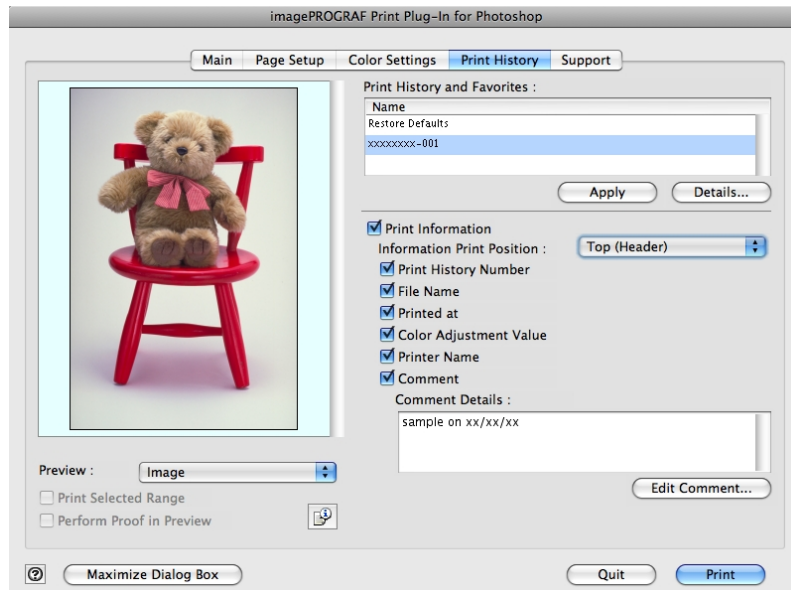 imagePROGRAF Print Plug-In for Photoshop
Main Page Setup Color Settings Print History Support
Print History and Favorites :
Name
Restore Defaults
xxxxxxxx-001
Apply Details...
Print Information
Information Print Position : Top (Header)
Print History Number
File Name
Printed at
Color Adjustment Value
Printer Name
Comment
Comment Details :
sample on xx/xx/xx
Edit Comment...
Preview : Image
Print Selected Range
Perform Proof in Preview
? Maximize Dialog Box Quit Print